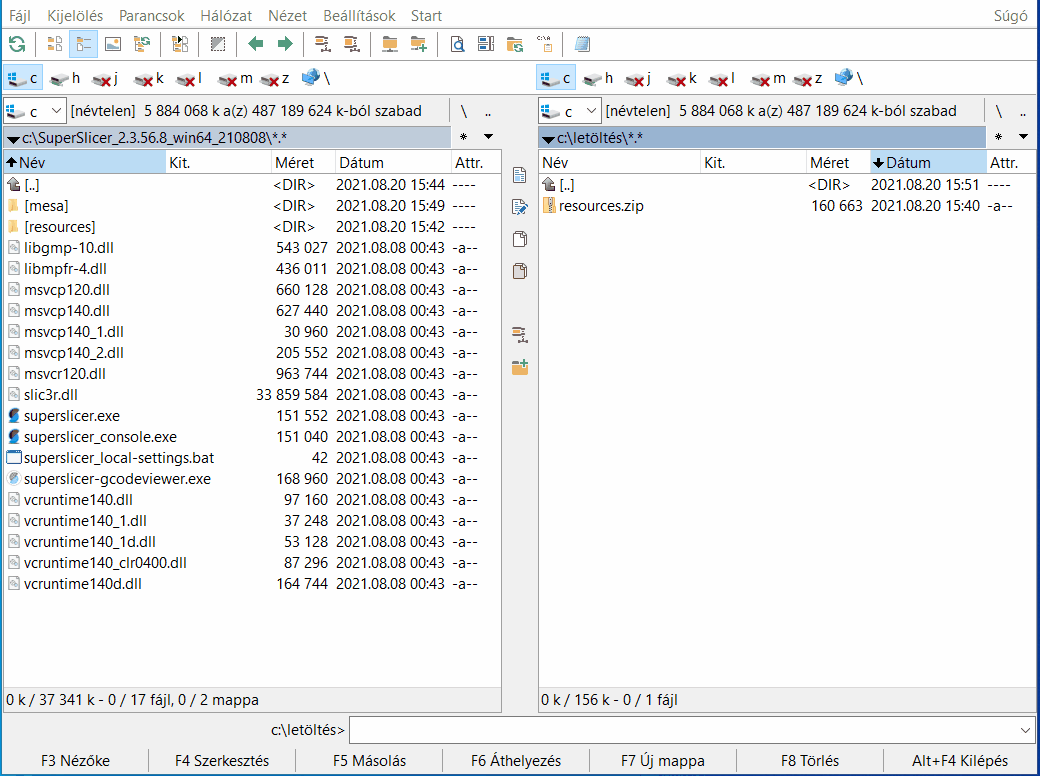 Fájl Kijelölés Parancsok Hálózat Nézet Beállítások Start Súgó
c h j k l m z \ c h j k l m z \
c [névtelen] 5 884 068 k a(z) 487 189 624 k-ból szabad \ .. c [névtelen] 5 884 068 k a(z) 487 189 624 k-ból szabad \ ..
c:\SuperSlicer_2.3.56.8_win64_210808\*.* * c:\letöltés\*.* *
Név Kit. Méret Dátum Attr. Név Kit. Méret Dátum Attr.
[..] <DIR> 2021.08.20 15:44 ---- [..] <DIR> 2021.08.20 15:51 ----
[mesa] <DIR> 2021.08.20 15:49 ---- resources.zip 160 663 2021.08.20 15:40 -a--
[resources] <DIR> 2021.08.20 15:42 ----
libgmp-10.dll 543 027 2021.08.08 00:43 -a--
libmpfr-4.dll 436 011 2021.08.08 00:43 -a--
msvcp120.dll 660 128 2021.08.08 00:43 -a--
msvcp140.dll 627 440 2021.08.08 00:43 -a--
msvcp140_1.dll 30 960 2021.08.08 00:43 -a--
msvcp140_2.dll 205 552 2021.08.08 00:43 -a--
msvcr120.dll 963 744 2021.08.08 00:43 -a--
slic3r.dll 33 859 584 2021.08.08 00:43 -a--
superslicer.exe 151 552 2021.08.08 00:43 -a--
superslicer_console.exe 151 040 2021.08.08 00:43 -a--
superslicer_local-settings.bat 42 2021.08.08 00:43 -a--
superslicer-gcodeviewer.exe 168 960 2021.08.08 00:43 -a--
vcruntime140.dll 97 160 2021.08.08 00:43 -a--
vcruntime140_1.dll 37 248 2021.08.08 00:43 -a--
vcruntime140_1d.dll 53 128 2021.08.08 00:43 -a--
vcruntime140_clr0400.dll 87 296 2021.08.08 00:43 -a--
vcruntime140d.dll 164 744 2021.08.08 00:43 -a--
0 k / 37 341 k - 0 / 17 fájl, 0 / 2 mappa 0 k / 156 k - 0 / 1 fájl
c:\letöltés>
F3 Nézőke F4 Szerkesztés F5 Másolás F6 Áthelyezés F7 Új mappa F8 Törlés Alt+F4 Kilépés